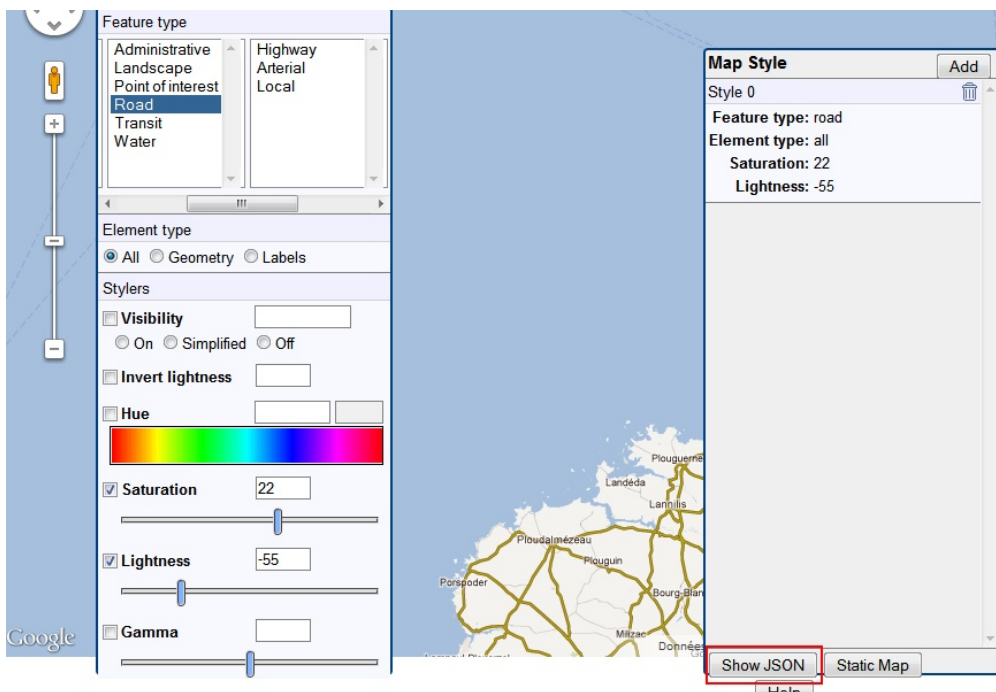 Feature type
Administrative
Landscape
Point of interest
Road
Transit
Water
Highway
Arterial
Local
Element type
All Geometry Labels
Stylers
Visibility
On Simplified Off
Invert lightness
Hue
Saturation 22
Lightness -55
Gamma
Google
Landéda
Lannilis
Ploudalmézeau
Plouguin
Porspoder
Milizac
Map Style Add
Style 0
Feature type: road
Element type: all
Saturation: 22
Lightness: -55
Show JSON Static Map
Help